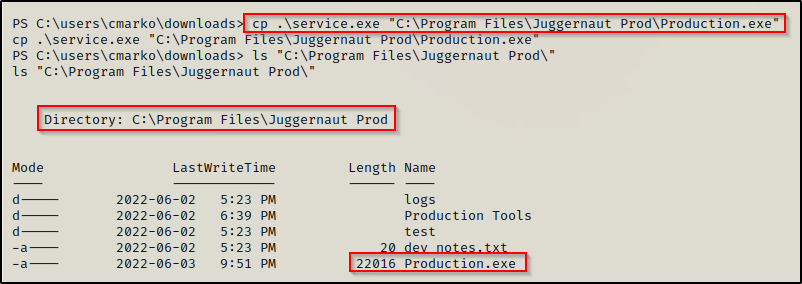 PS C:\users\cmarko\downloads> cp .\service.exe "C:\Program Files\Juggernaut Prod\Production.exe"
cp .\service.exe "C:\Program Files\Juggernaut Prod\Production.exe"
PS C:\users\cmarko\downloads> ls "C:\Program Files\Juggernaut Prod\"
ls "C:\Program Files\Juggernaut Prod\"
Directory: C:\Program Files\Juggernaut Prod
Mode LastWriteTime Length Name
---- ------------- ------ ----
d----- 2022-06-02 5:23 PM logs
d----- 2022-06-02 6:39 PM Production Tools
d----- 2022-06-02 5:23 PM test
-a---- 2022-06-02 5:23 PM 20 dev notes.txt
-a---- 2022-06-03 9:51 PM 22016 Production.exe